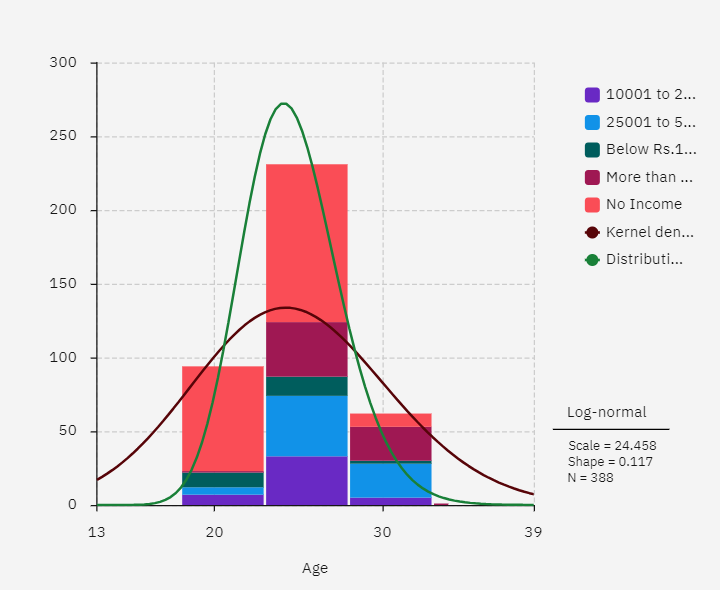 300
250
200
150
100
50
0
13 20 30 39
Age
10001 to 2...
25001 to 5...
Below Rs.1...
More than ...
No Income
Kernel den...
Distributi...
Log-normal
Scale = 24.458
Shape = 0.117
N = 388